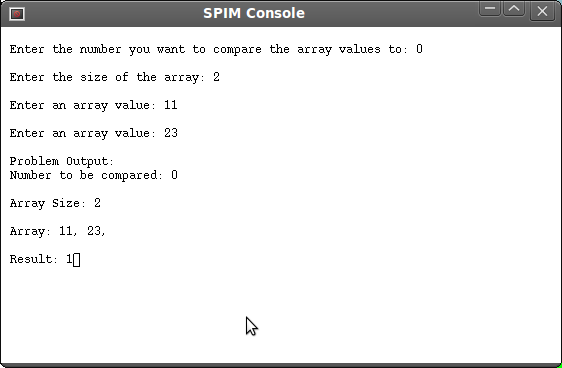 SPIM Console
Enter the number you want to compare the array values to: 0
Enter the size of the array: 2
Enter an array value: 11
Enter an array value: 23
Problem Output:
Number to be compared: 0
Array Size: 2
Array: 11, 23,
Result: 1